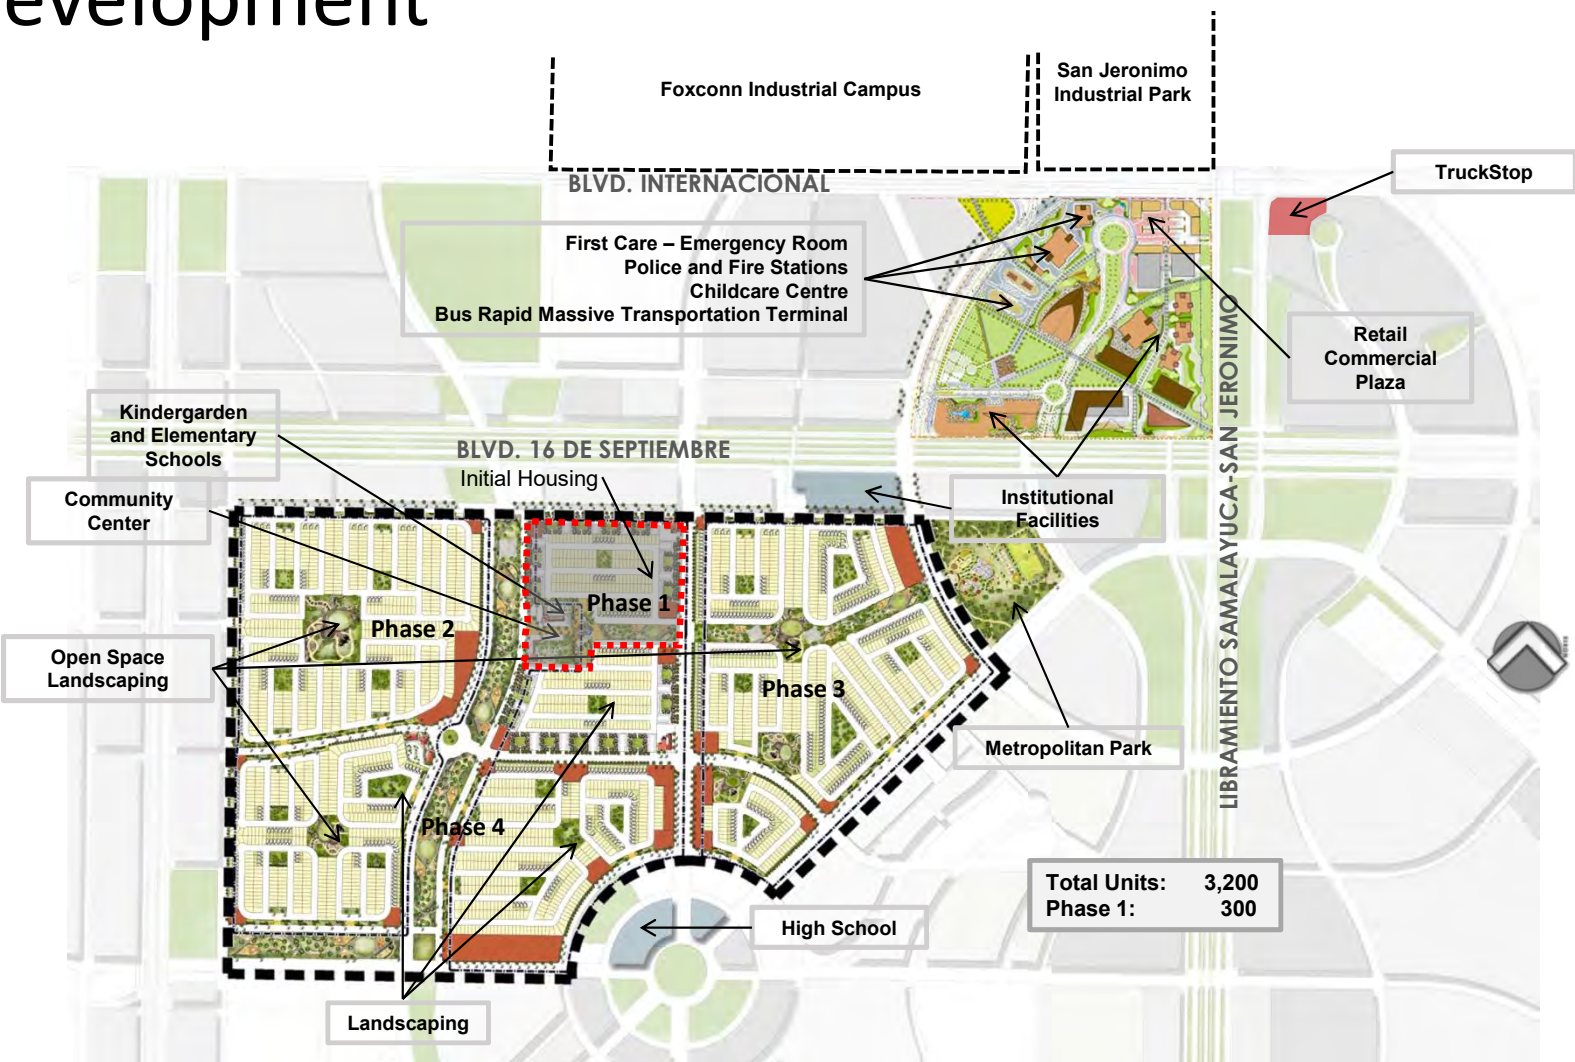 evelopment
Foxconn Industrial Campus
San Jeronimo
Industrial Park
TruckStop
BLVD. INTERNACIONAL
First Care – Emergency Room
Police and Fire Stations
Childcare Centre
Bus Rapid Massive Transportation Terminal
Retail
Commercial
Plaza
LIBRAMIENTO SAMALAYUCA-SAN JERONIMO
Kindergarden
and Elementary
Schools
BLVD. 16 DE SEPTIEMBRE
Initial Housing
Community
Center
Institutional
Facilities
Phase 1
Phase 2
Open Space
Landscaping
Phase 3
Metropolitan Park
Phase 4
Total Units: 3,200
Phase 1: 300
High School
Landscaping